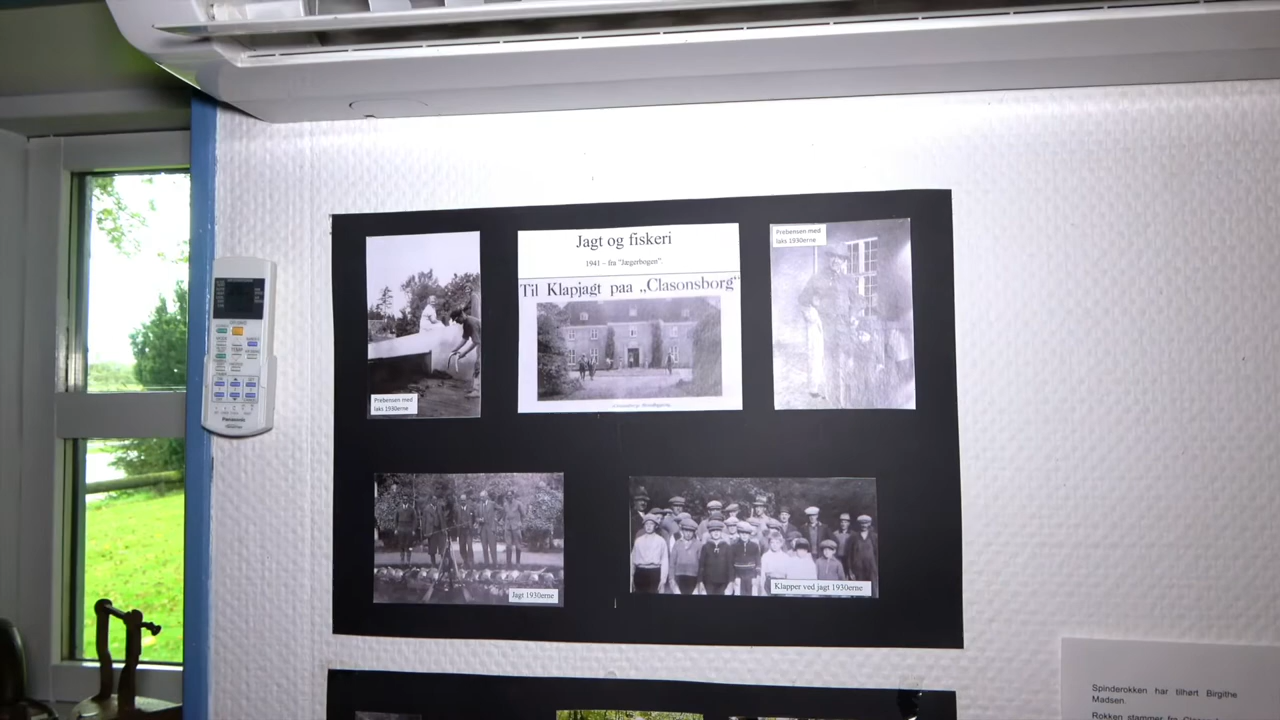 Jagt og fiskeri
1941 – fra "Jægerbogen".
Til Klapjagt paa „Clasonsborg“
Prebensen med
laks 1930erne
Prebensen med
laks 1930erne
Jagt 1930erne
Klapper ved jagt 1930erne
Panasonic
Spinderokken har tilhørt Birgithe
Madsen
Rokken stammer fra